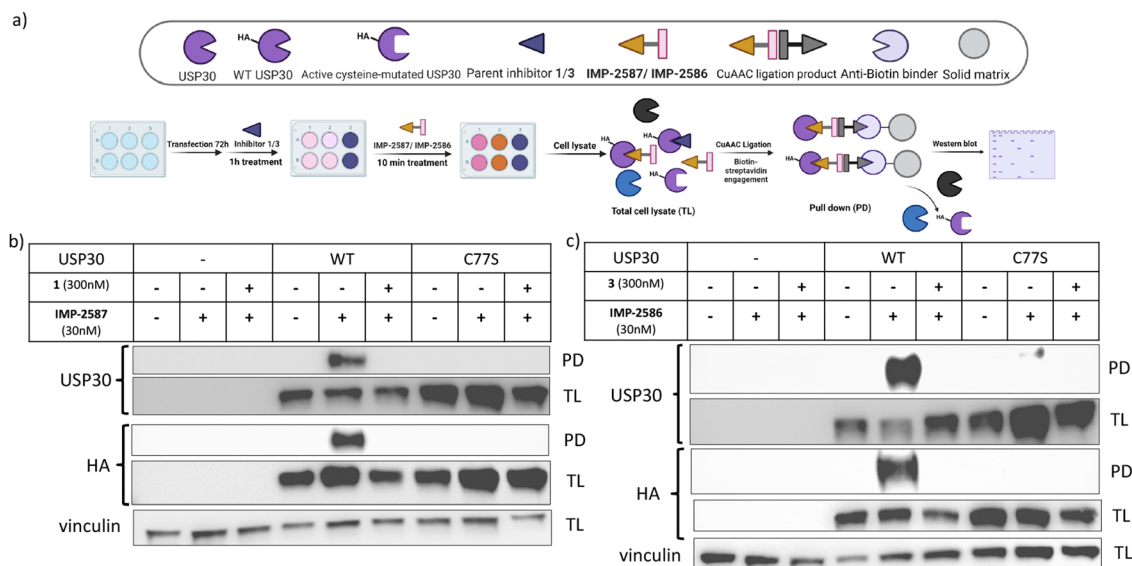 a)
HA
HA
USP30
WT USP30
Active cysteine-mutated USP30
Parent inhibitor 1/3
IMP-2587/ IMP-2586
CuAAC ligation product
Anti-Biotin binder
Solid matrix
Transfection 72h
Inhibitor 1/3
1h treatment
IMP-2587/ IMP-2586
10 min treatment
Cell lysate
HA
HA
HA
Total cell lysate (TL)
CuAAC Ligation
Biotin-
streptavidin
engagement
HA
Pull down (PD)
HA
Western blot
b)
USP30 - WT C77S
1 (300nM) - - + - - + - - +
IMP-2587 - + + - + + - + +
(30nM)
USP30
PD
TL
HA
PD
TL
vinculin
TL
c)
USP30 - WT C77S
3 (300nM) - - + - - + - - +
IMP-2586 - + + - + + - + +
(30nM)
USP30
PD
TL
HA
PD
TL
vinculin
TL